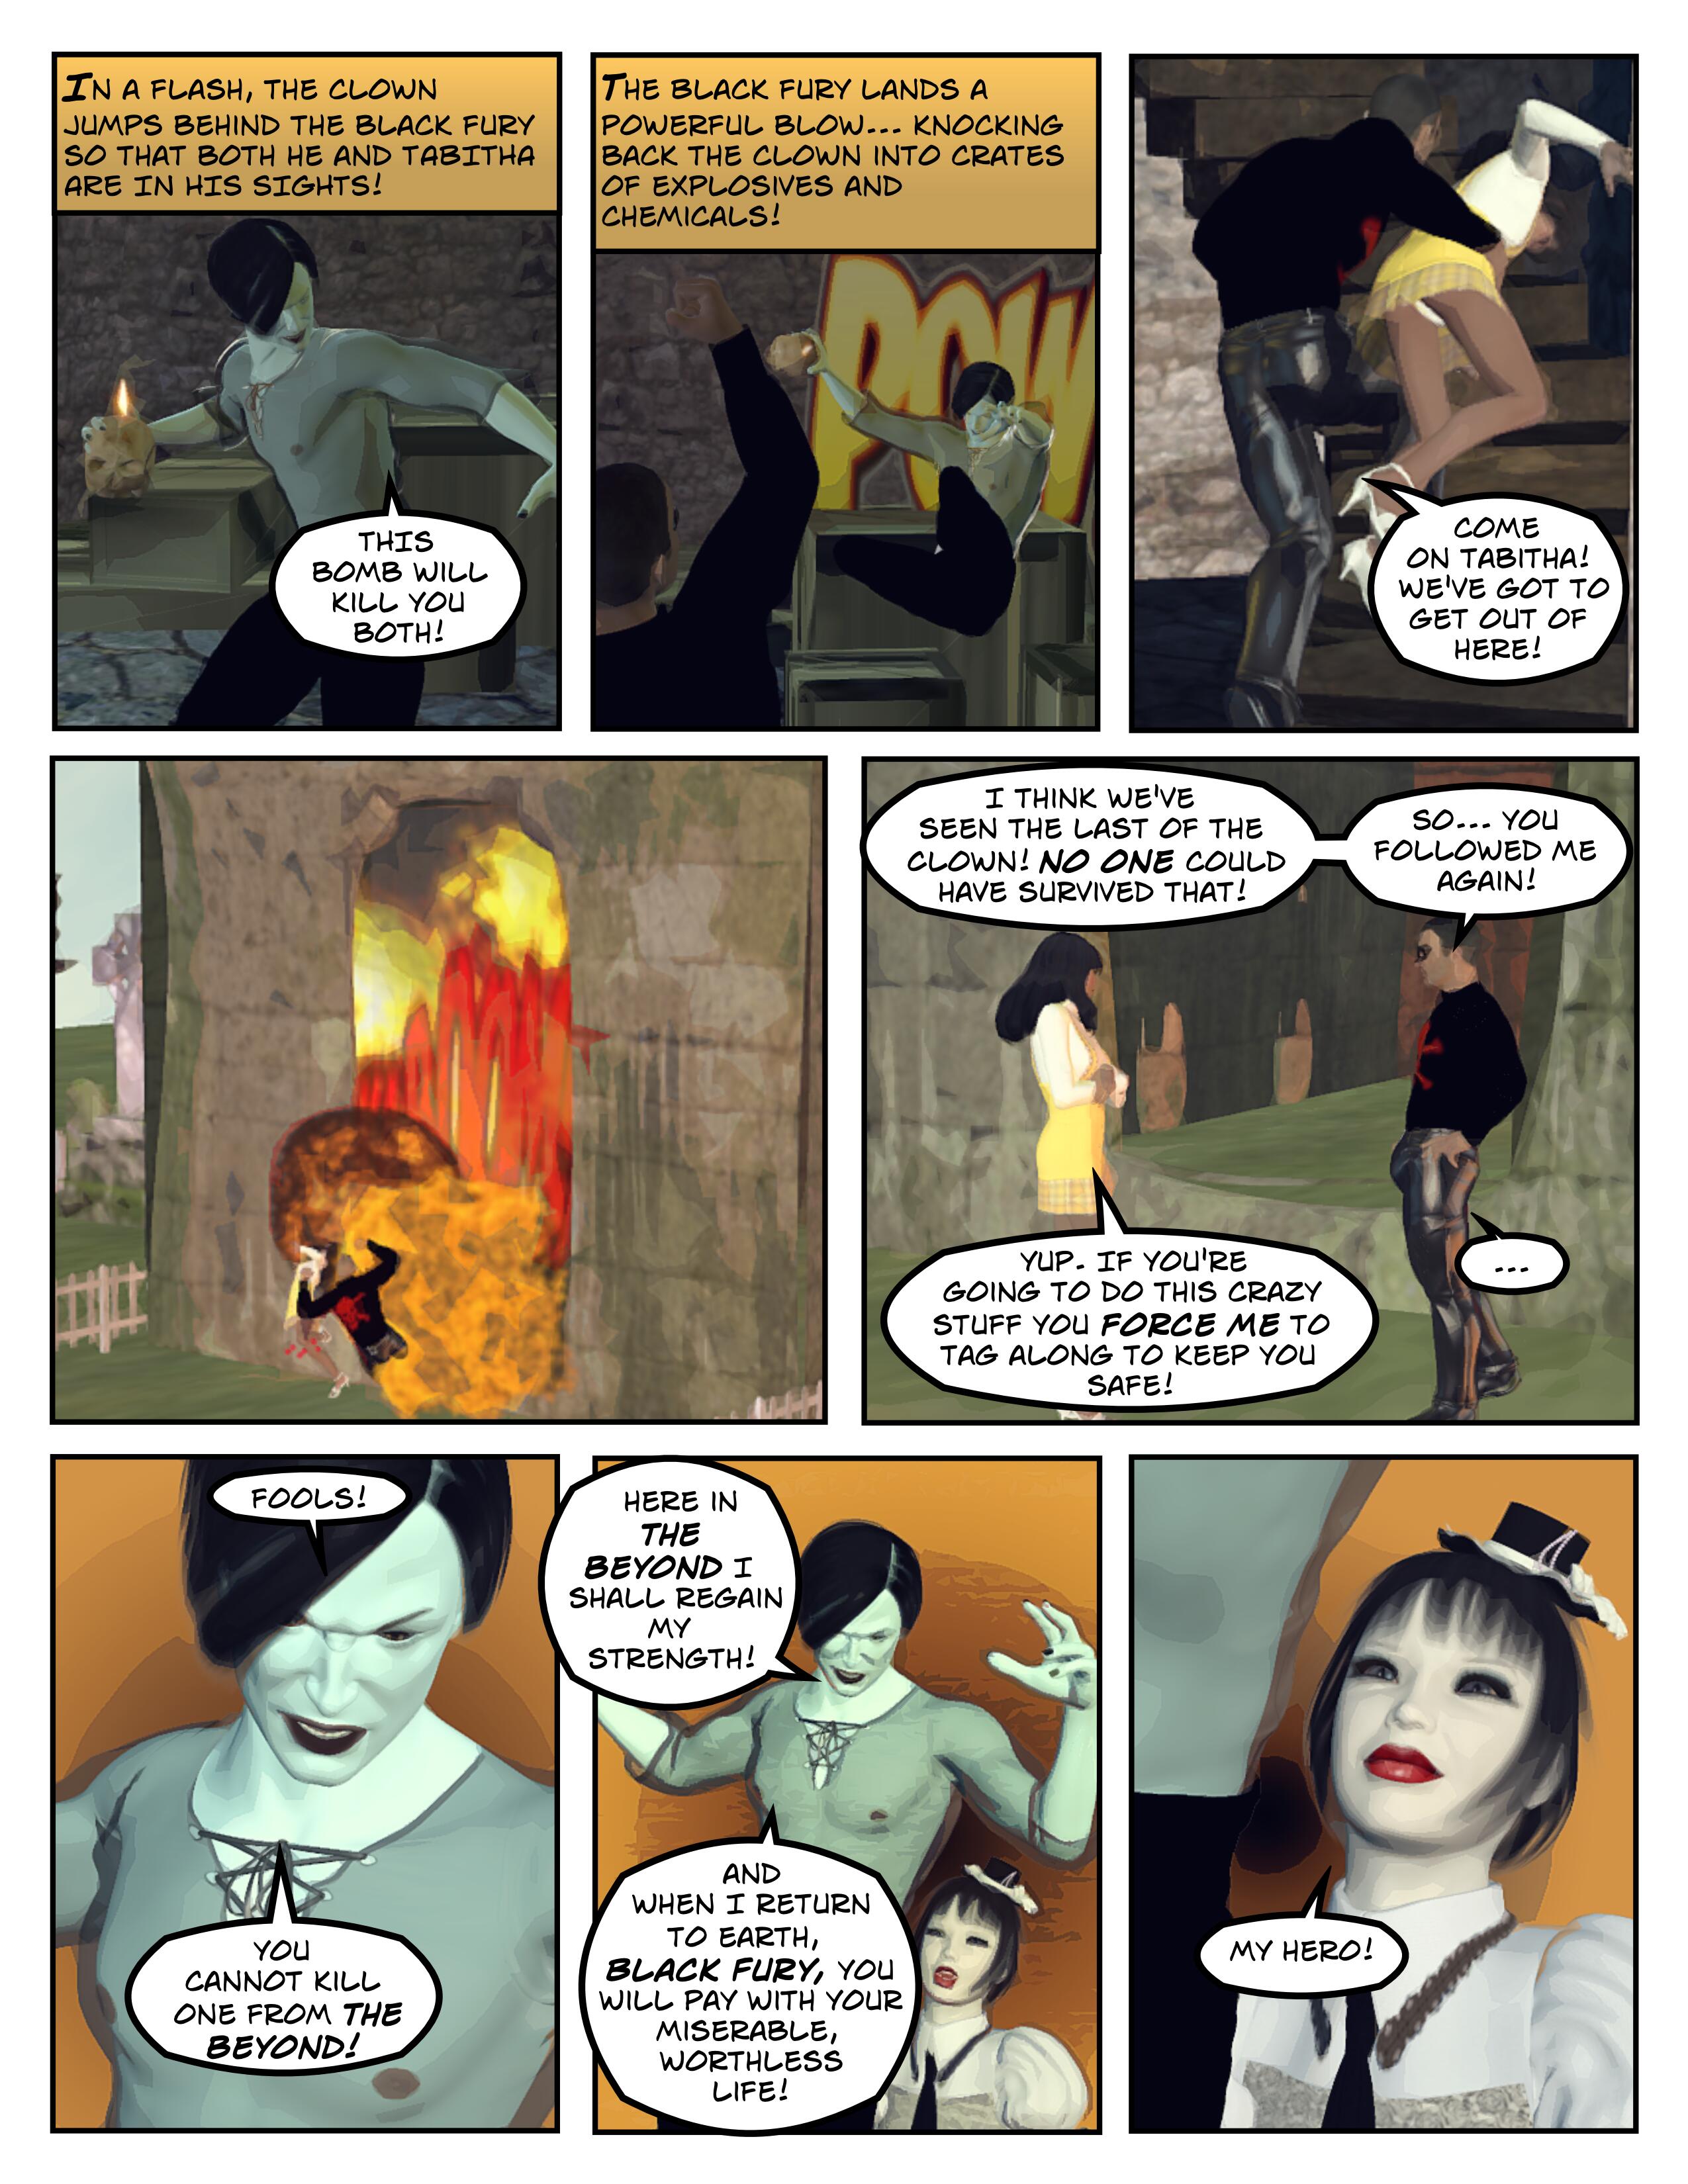 IN A FLASH, THE CLOWN
JUMPS BEHIND THE BLACK FURY
SO THAT BOTH HE AND TABITHA
ARE IN HIS SIGHTS!
THIS
BOMB WILL
KILL YOU
BOTH!
THE BLACK FURY LANDS A
POWERFUL BLOW... KNOCKING
BACK THE CLOWN INTO CRATES
OF EXPLOSIVES AND
CHEMICALS!
POW
COME
ON TABITHA!
WE'VE GOT TO
GET OUT OF
HERE!
I THINK WE'VE
SEEN THE LAST OF THE
CLOWN! NO ONE COULD
HAVE SURVIVED THAT!
SO... YOU
FOLLOWED ME
AGAIN!
YUP. IF YOU'RE
GOING TO DO THIS CRAZY
STUFF YOU FORCE ME TO
TAG ALONG TO KEEP YOU
SAFE!
...
FOOLS!
YOU
CANNOT KILL
ONE FROM THE
BEYOND!
HERE IN
THE
BEYOND I
SHALL REGAIN
MY
STRENGTH!
AND
WHEN I RETURN
TO EARTH,
BLACK FURY, YOU
WILL PAY WITH YOUR
MISERABLE,
WORTHLESS
LIFE!
MY HERO!